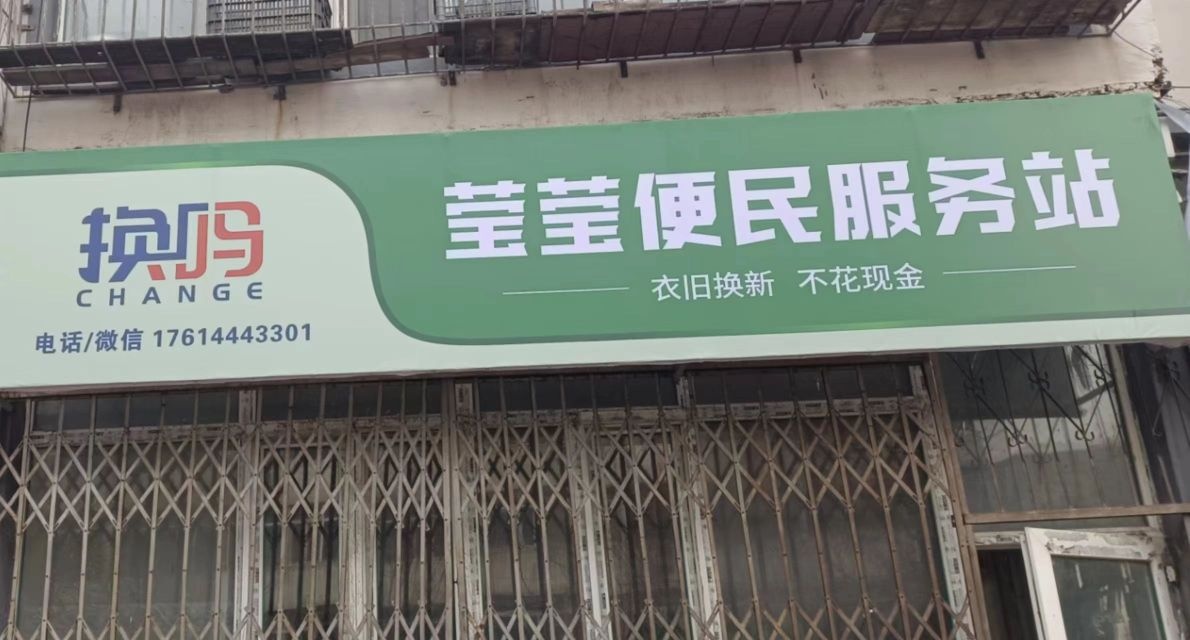 换码
CHANGE
电话/微信 17614443301
莹莹便民服务站
衣旧换新 不花现金